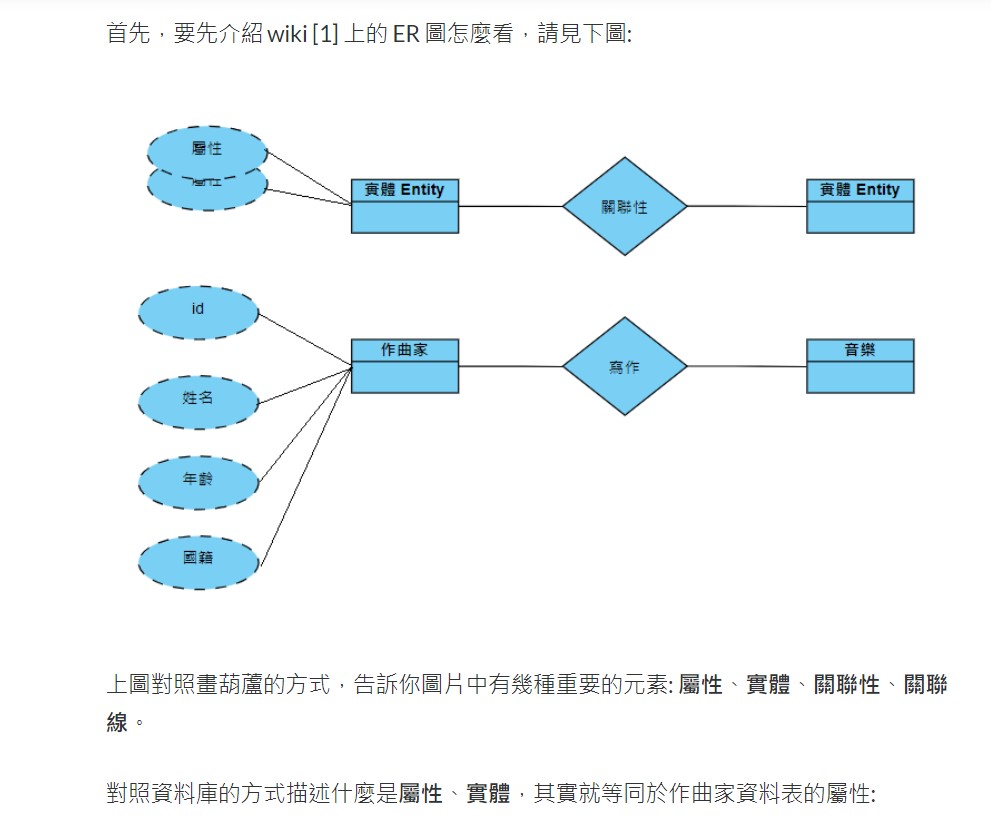 首先，要先介紹 wiki [1] 上的 ER 圖怎麼看，請見下圖:
屬性
屬性
實體 Entity
關聯性
實體 Entity
id
作曲家
寫作
音樂
姓名
年齡
國籍
上圖對照畫葫蘆的方式，告訴你圖片中有幾種重要的元素: 屬性、實體、關聯性、關聯
線。
對照資料庫的方式描述什麼是屬性、實體，其實就等同於作曲家資料表的屬性: